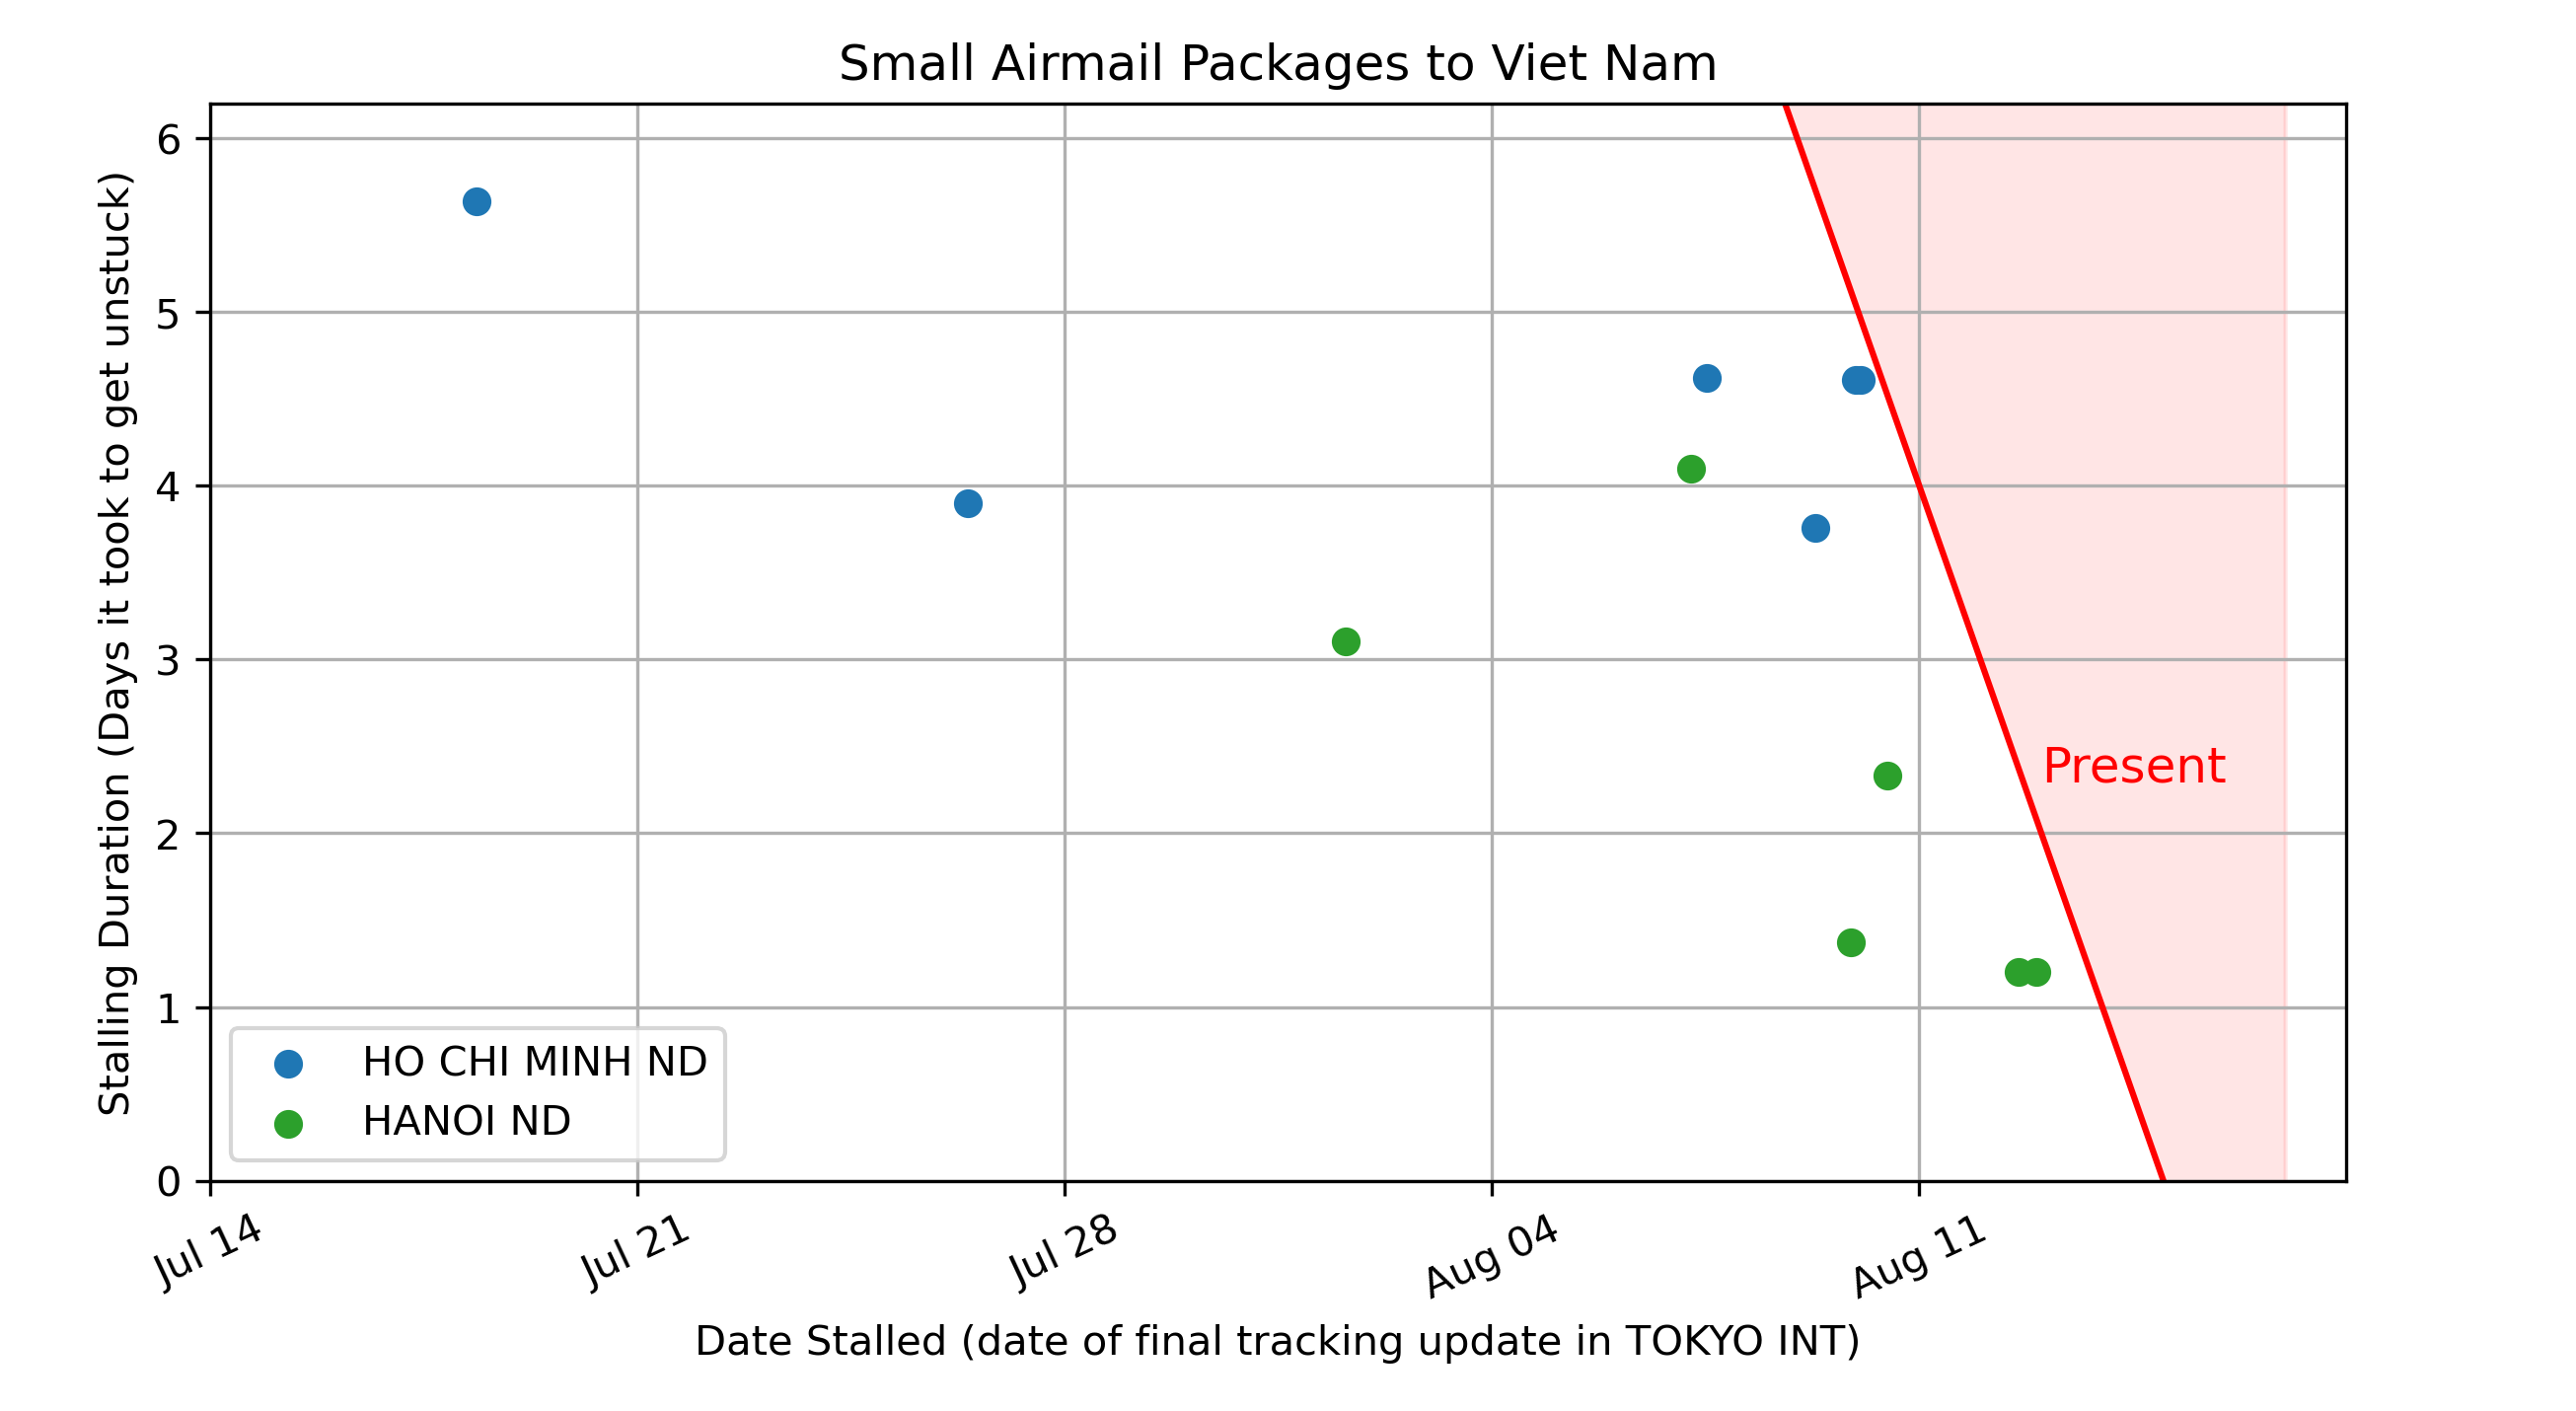 Small Airmail Packages to Viet Nam
Stalling Duration (Days it took to get unstuck)
6
5
4
3
2
1
0
Present
HO CHI MINH ND
HANOI ND
Jul 14
Jul 21
Jul 28
Aug 04
Aug 11
Date Stalled (date of final tracking update in TOKYO INT)